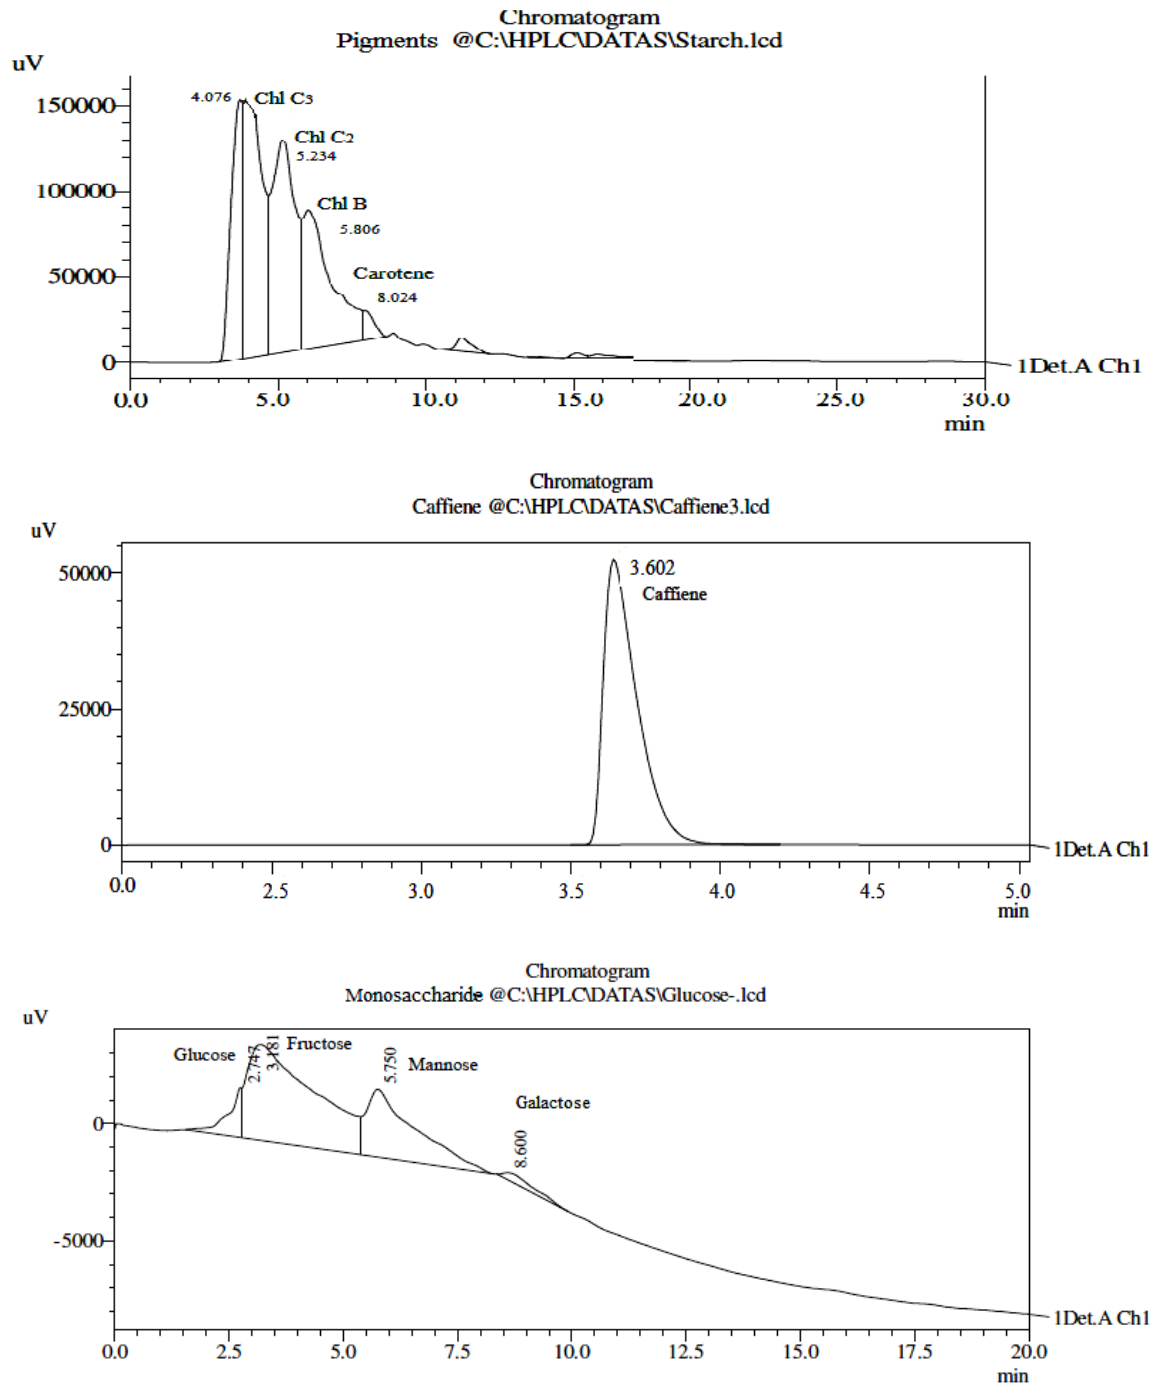 Chromatogram
Pigments @C:\HPLC\DATAS\Starch.lcd
uV
4.076 Chl C3
150000
Chl C2
5.234
100000
Chl B
5.806
Carotene
50000
8.024
0
1Det.A Ch1
0.0 5.0 10.0 15.0 20.0 25.0 30.0
min
Chromatogram
Caffiene @C:\HPLC\DATAS\Caffiene3.lcd
uV
50000
3.602
Caffiene
25000
0
1Det.A Ch1
0.0 2.5 3.0 3.5 4.0 4.5 5.0
min
Chromatogram
Monosaccharide @C:\HPLC\DATAS\Glucose-.lcd
uV
Glucose 2.747 3.181 Fructose
5.750 Mannose
Galactose
0
8.600
-5000
1Det.A Ch1
0.0 2.5 5.0 7.5 10.0 12.5 15.0 17.5 20.0
min